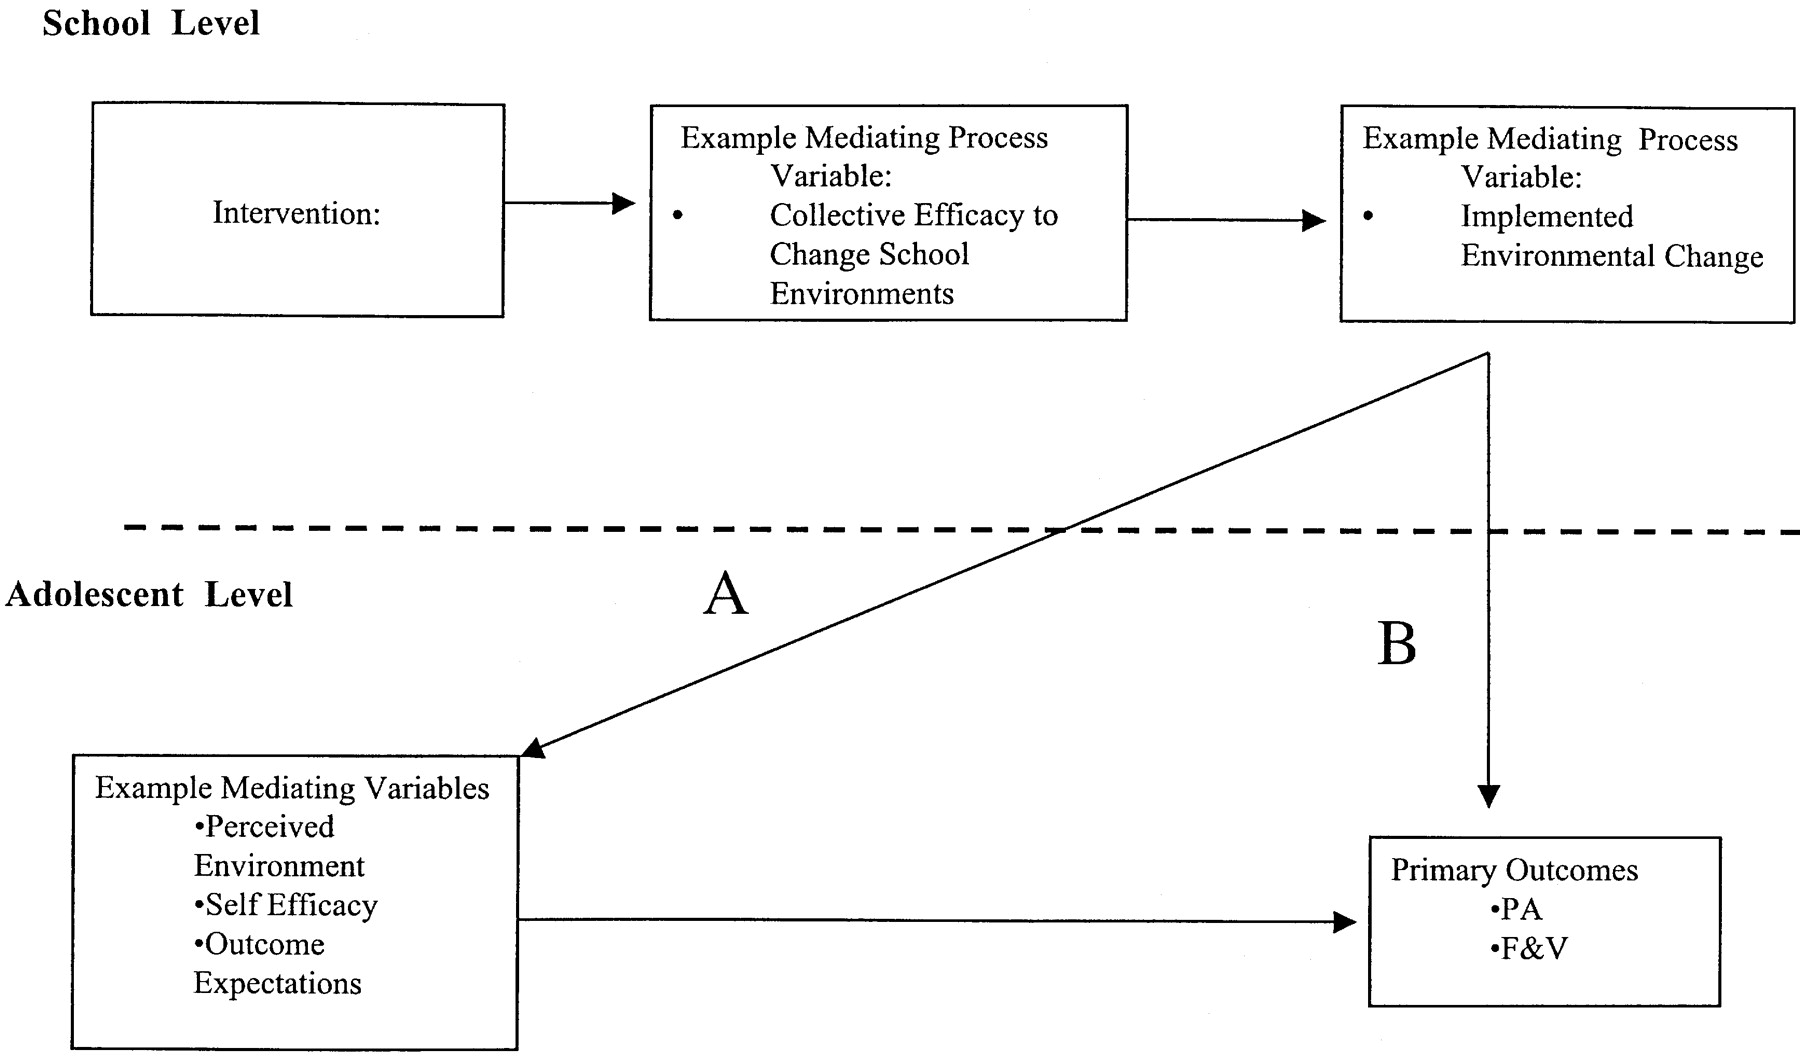 School Level
Intervention:
Example Mediating Process
Variable:
• Collective Efficacy to
Change School
Environments
Example Mediating Process
Variable:
• Implemented
Environmental Change
Adolescent Level
A
B
Example Mediating Variables
•Perceived
Environment
•Self Efficacy
•Outcome
Expectations
Primary Outcomes
•PA
•F&V